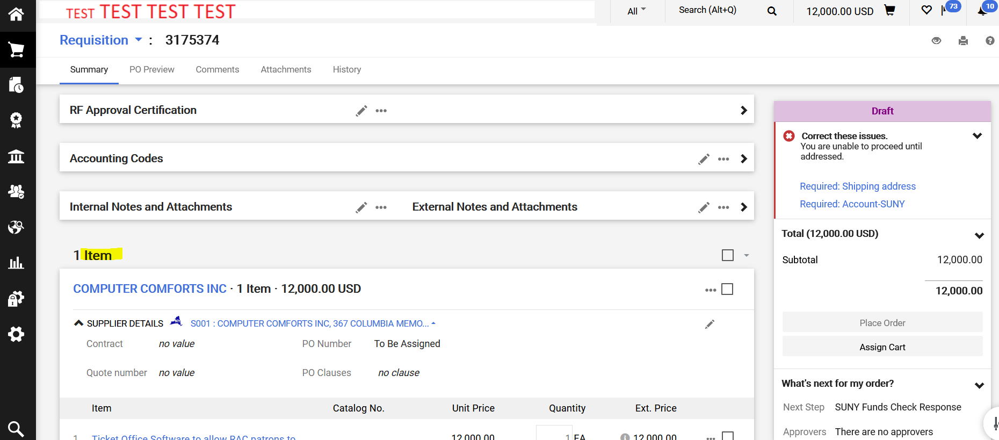 TEST TEST TEST TEST
All
Search (Alt+Q)
12,000.00 USD
73
10
Requisition : 3175374
Summary PO Preview Comments Attachments History
RF Approval Certification
Accounting Codes
Internal Notes and Attachments External Notes and Attachments
1 Item
COMPUTER COMFORTS INC · 1 Item · 12,000.00 USD
SUPPLIER DETAILS NY S001 : COMPUTER COMFORTS INC, 367 COLUMBIA MEMO...
Contract no value PO Number To Be Assigned
Quote number no value PO Clauses no clause
Item Catalog No. Unit Price Quantity Ext. Price
1 Ticket Office Software to allow RAC patrons to 12,000.00 1 EA 12,000.00
Draft
Correct these issues.
You are unable to proceed until
addressed.
Required: Shipping address
Required: Account-SUNY
Total (12,000.00 USD)
Subtotal 12,000.00
12,000.00
Place Order
Assign Cart
What's next for my order?
Next Step SUNY Funds Check Response
Approvers There are no approvers